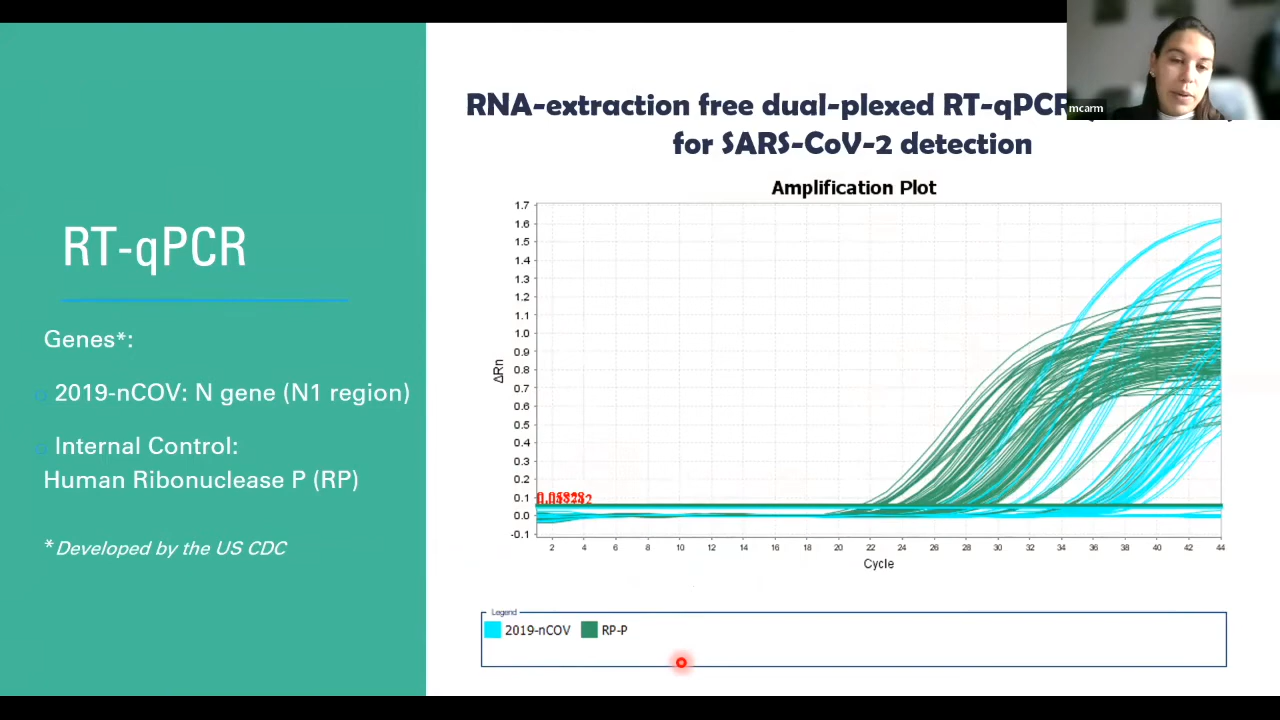 RT-qPCR
Genes*:
2019-nCOV: N gene (N1 region)
Internal Control:
Human Ribonuclease P (RP)
*Developed by the US CDC
RNA-extraction free dual-plexed RT-qPCR
for SARS-CoV-2 detection
mcarm
Amplification Plot
1.7
1.6
1.5
1.4
1.3
1.2
1.1
1.0
0.9
0.8
0.7
0.6
0.5
0.4
0.3
0.2
0.1
0.0
-0.1
ΔRn
2 4 6 8 10 12 14 16 18 20 22 24 26 28 30 32 34 36 38 40 42 44
Cycle
Legend
2019-nCOV RP-P